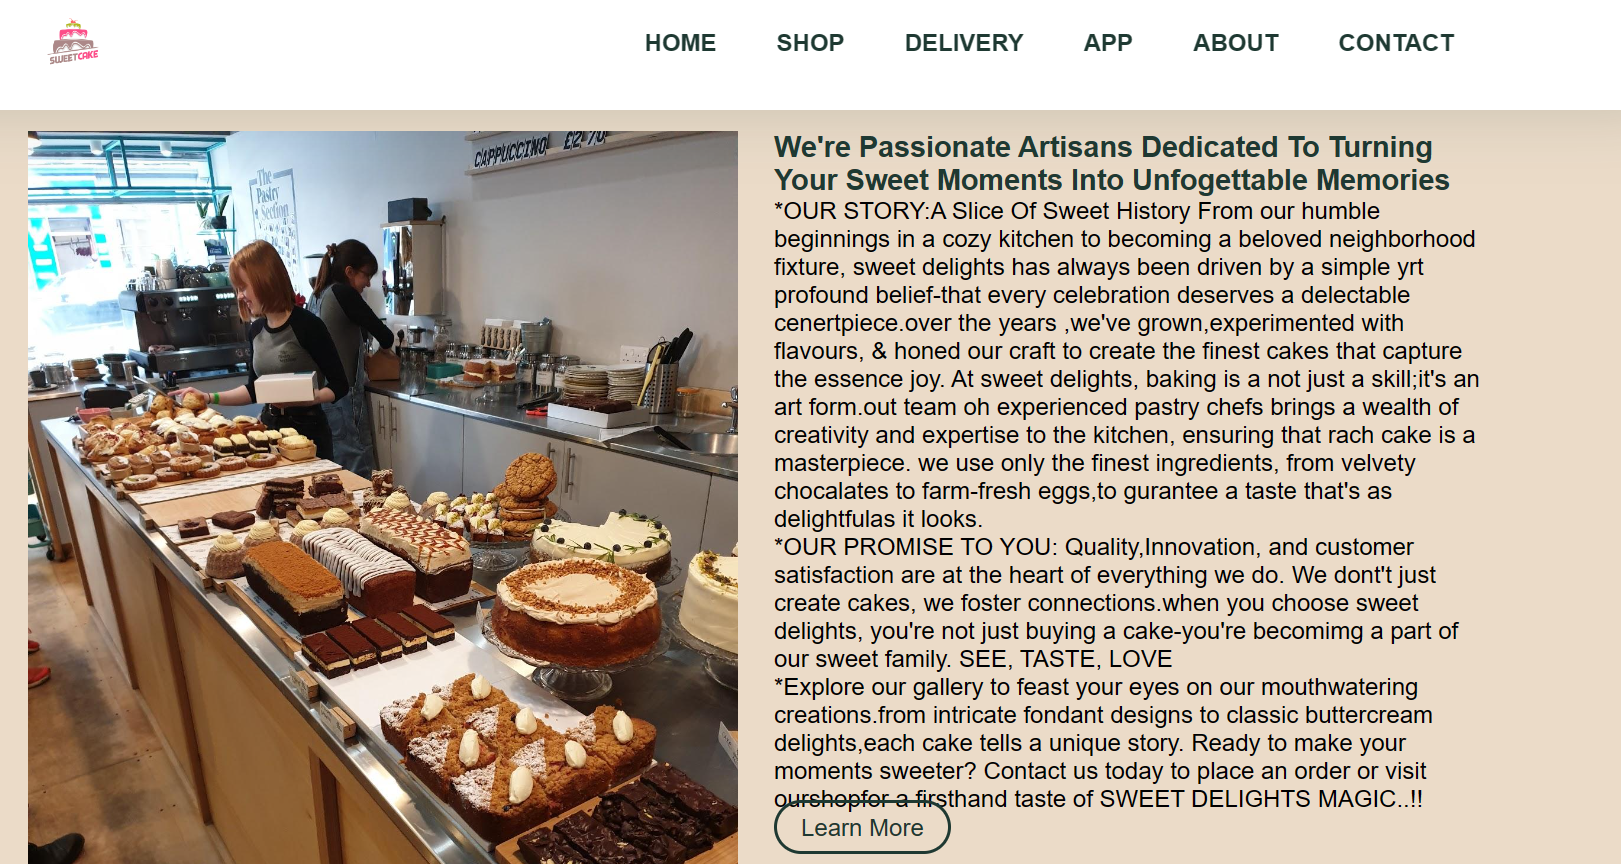 SWEETCAKE
HOME SHOP DELIVERY APP ABOUT CONTACT
CAPPUCCINO £2.70
The
Pastry
Section
We're Passionate Artisans Dedicated To Turning
Your Sweet Moments Into Unfogettable Memories
*OUR STORY:A Slice Of Sweet History From our humble
beginnings in a cozy kitchen to becoming a beloved neighborhood
fixture, sweet delights has always been driven by a simple yrt
profound belief-that every celebration deserves a delectable
cenertpiece.over the years ,we've grown,experimented with
flavours, & honed our craft to create the finest cakes that capture
the essence joy. At sweet delights, baking is a not just a skill;it's an
art form.out team oh experienced pastry chefs brings a wealth of
creativity and expertise to the kitchen, ensuring that rach cake is a
masterpiece. we use only the finest ingredients, from velvety
chocalates to farm-fresh eggs,to gurantee a taste that's as
delightfulas it looks.
*OUR PROMISE TO YOU: Quality,Innovation, and customer
satisfaction are at the heart of everything we do. We dont't just
create cakes, we foster connections.when you choose sweet
delights, you're not just buying a cake-you're becomimg a part of
our sweet family. SEE, TASTE, LOVE
*Explore our gallery to feast your eyes on our mouthwatering
creations.from intricate fondant designs to classic buttercream
delights,each cake tells a unique story. Ready to make your
moments sweeter? Contact us today to place an order or visit
ourshopfor a firsthand taste of SWEET DELIGHTS MAGIC..!!
Learn More